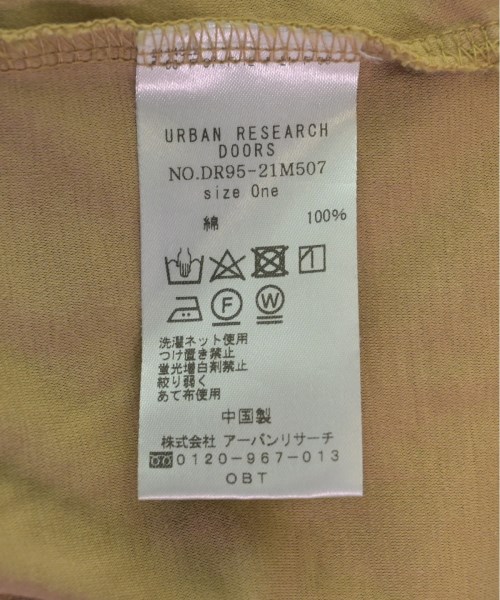 URBAN RESEARCH
DOORS
NO.DR95-21M507
size One
綿 100%
F W
洗濯ネット使用
つけ置き禁止
蛍光増白剤禁止
絞り弱く
あて布使用
中国製
株式会社 アーバンリサーチ
0120-967-013
OBT